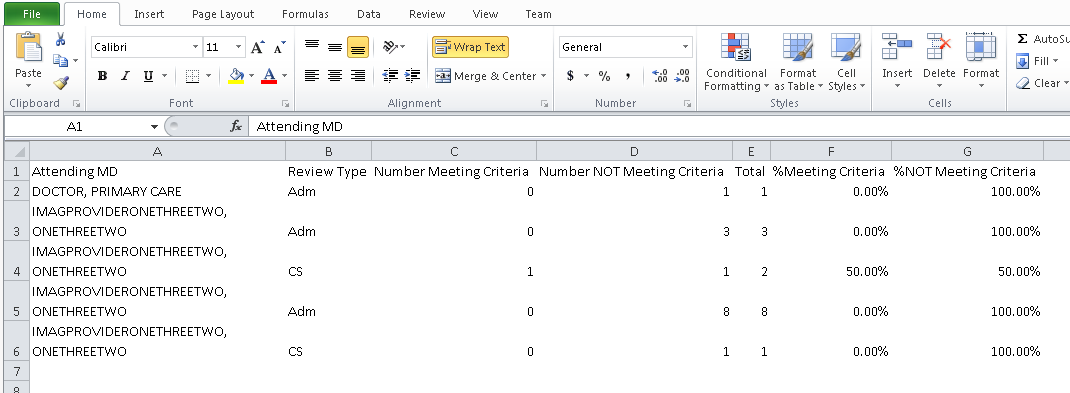 File Home Insert Page Layout Formulas Data Review View Team
Calibri 11 A A Wrap Text General Σ AutoSu
Paste B I U A Merge & Center $ % , .0 .00 .00 .0 Conditional Formatting Format as Table Cell Styles Insert Delete Format Fill Clear
Clipboard Font Alignment Number Styles Cells
A1 fx Attending MD
A B C D E F G
1 Attending MD Review Type Number Meeting Criteria Number NOT Meeting Criteria Total %Meeting Criteria %NOT Meeting Criteria
2 DOCTOR, PRIMARY CARE Adm 0 1 1 0.00% 100.00%
IMAGPROVIDERONETHREETWO,
3 ONETHREETWO Adm 0 3 3 0.00% 100.00%
IMAGPROVIDERONETHREETWO,
4 ONETHREETWO CS 1 1 2 50.00% 50.00%
IMAGPROVIDERONETHREETWO,
5 ONETHREETWO Adm 0 8 8 0.00% 100.00%
IMAGPROVIDERONETHREETWO,
6 ONETHREETWO CS 0 1 1 0.00% 100.00%
7
8